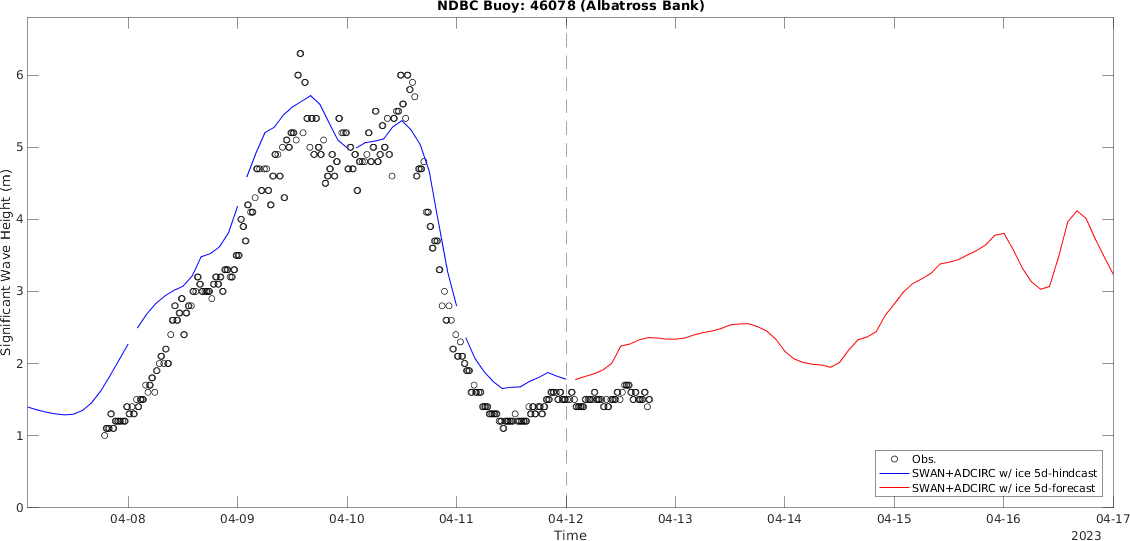 NDBC Buoy: 46078 (Albatross Bank)
Significant Wave Height (m)
6
5
4
3
2
1
0
Obs.
SWAN+ADCIRC w/ ice 5d-hindcast
SWAN+ADCIRC w/ ice 5d-forecast
04-08 04-09 04-10 04-11 04-12 04-13 04-14 04-15 04-16 04-17
Time
2023